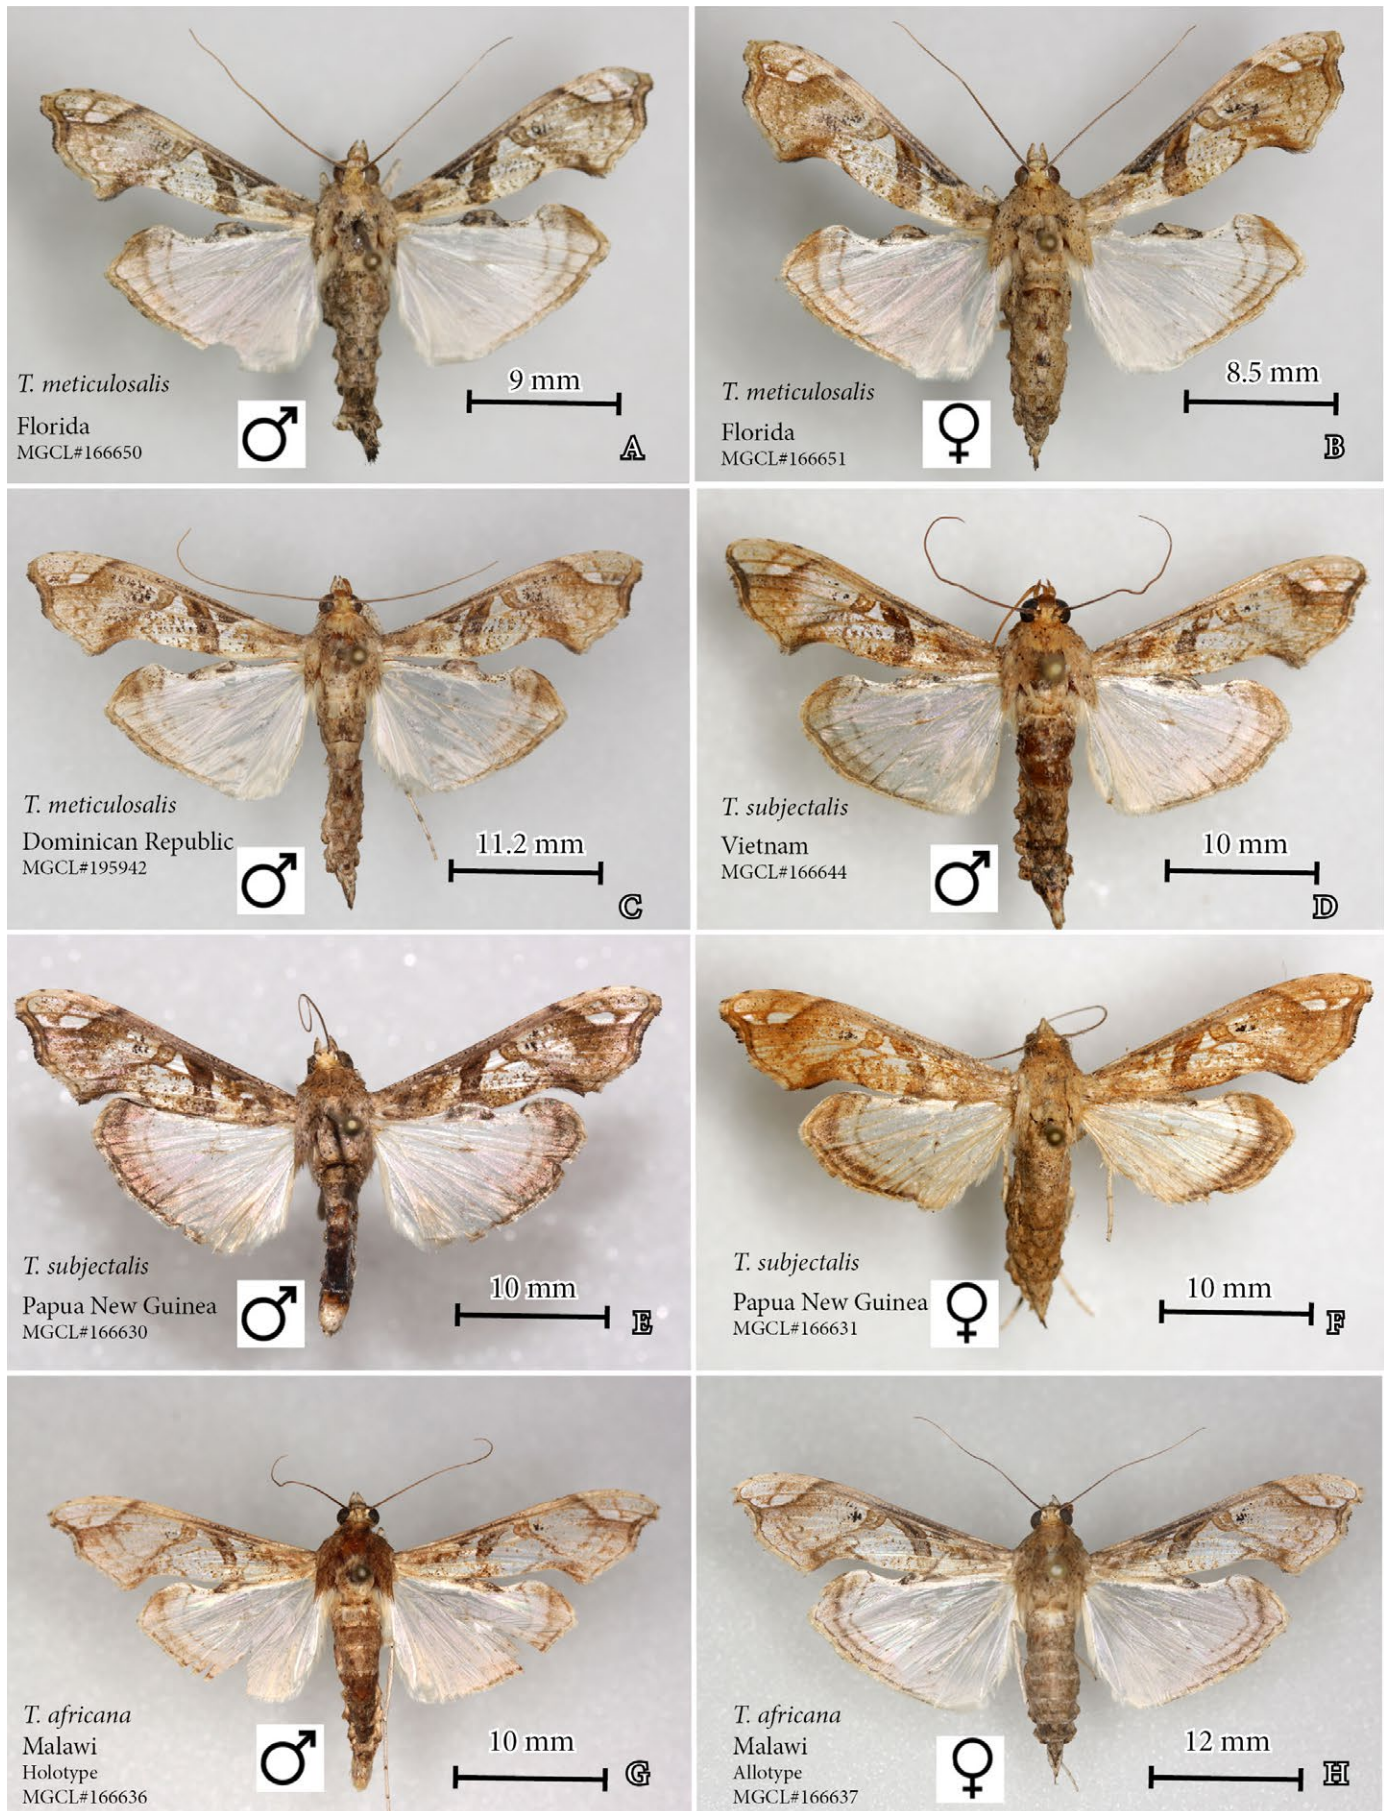 T. meticulosalis
Florida
MGCL#166650
9 mm
A
T. meticulosalis
Florida
MGCL#166651
8.5 mm
B
T. meticulosalis
Dominican Republic
MGCL#195942
11.2 mm
C
T. subjectalis
Vietnam
MGCL#166644
10 mm
D
T. subjectalis
Papua New Guinea
MGCL#166630
10 mm
E
T. subjectalis
Papua New Guinea
MGCL#166631
10 mm
F
T. africana
Malawi
Holotype
MGCL#166636
10 mm
G
T. africana
Malawi
Allotype
MGCL#166637
12 mm
H